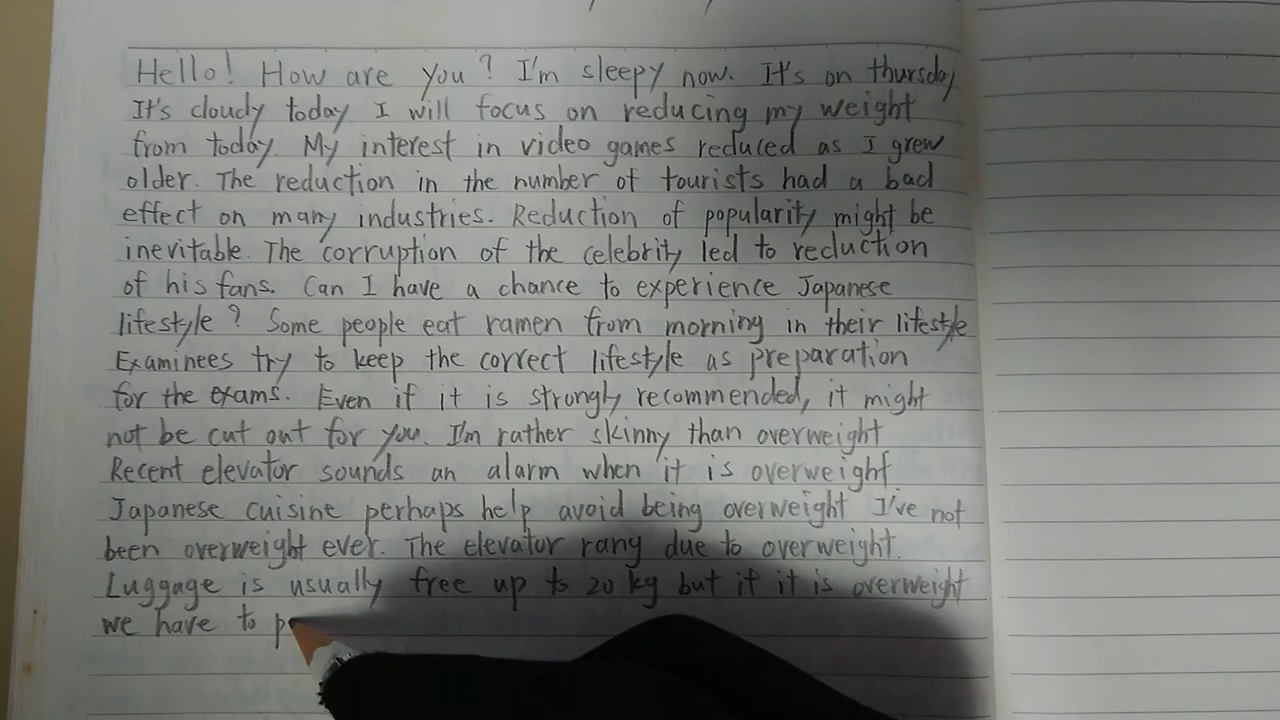 Hello! How are you? I'm sleepy now. It's on thursday.
It's cloudy today. I will focus on reducing my weight
from today. My interest in video games reduced as I grew
older. The reduction in the number of tourists had a bad
effect on many industries. Reduction of popularity might be
inevitable. The corruption of the celebrity led to reduction
of his fans. Can I have a chance to experience Japanese
lifestyle? Some people eat ramen from morning in their lifestyle
Examinees try to keep the correct lifestyle as preparation
for the exams. Even if it is strongly recommended, it might
not be cut out for you. I'm rather skinny than overweight
Recent elevator sounds an alarm when it is overweight.
Japanese cuisine perhaps help avoid being overweight I've not
been overweight ever. The elevator rang due to overweight.
Luggage is usually free up to 20 kg but if it is overweight
we have to p